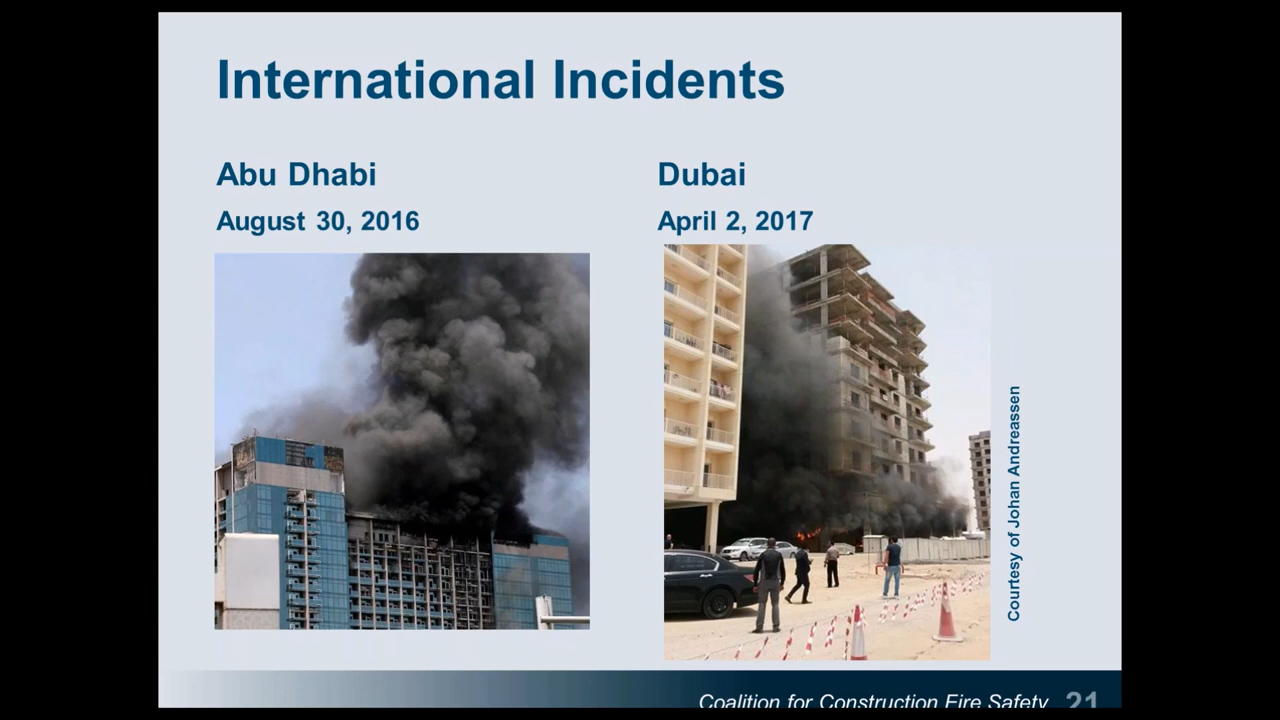 International Incidents
Abu Dhabi
August 30, 2016
Dubai
April 2, 2017
Courtesy of Johan Andreassen
Coalition for Construction Fire Safety 21